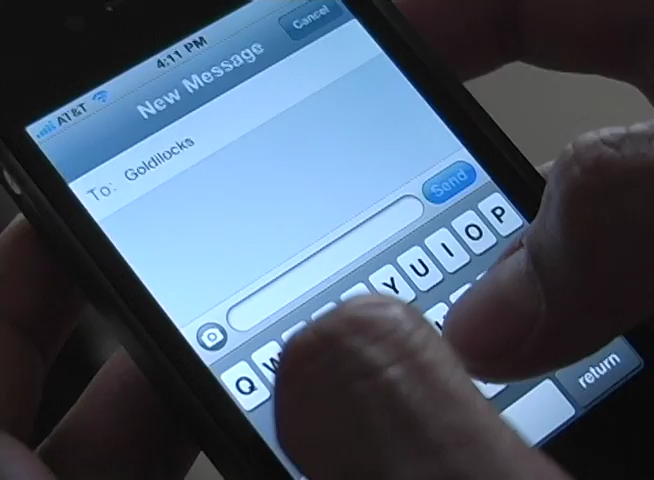 AT&T 4:11 PM
New Message Cancel
To: Goldilocks
Send
Q W Y U I O P
return